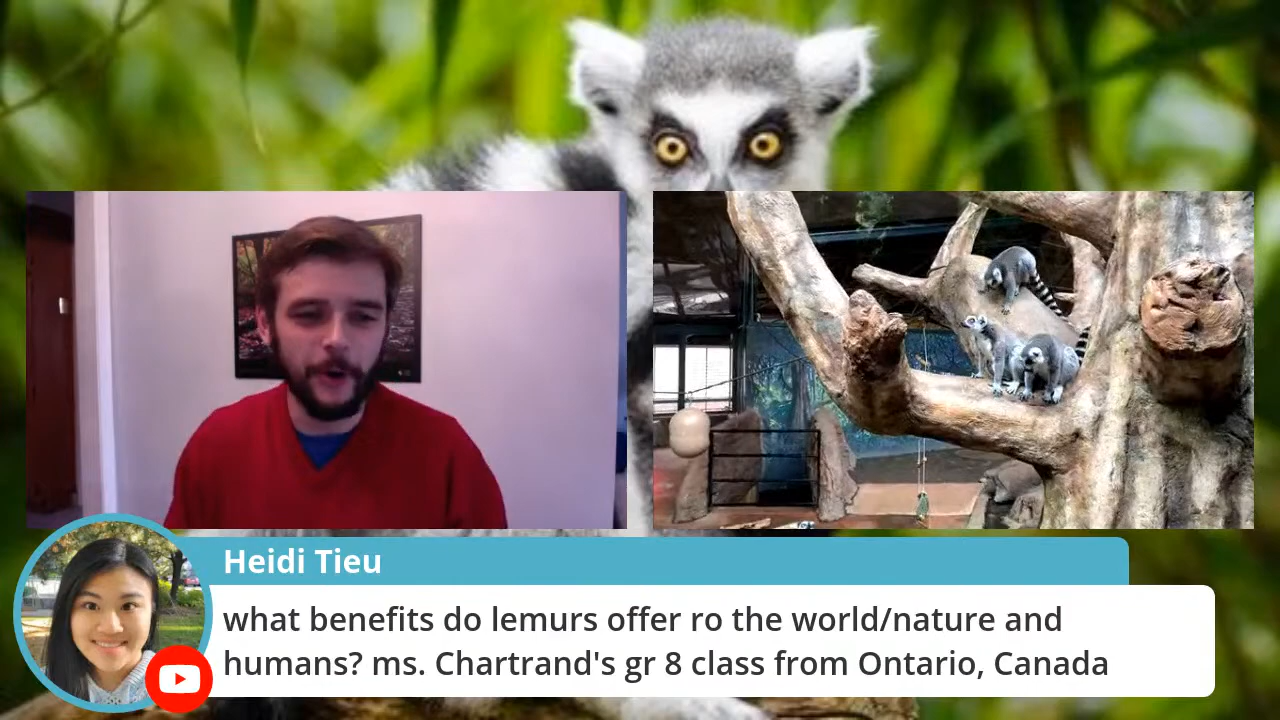 Heidi Tieu
what benefits do lemurs offer ro the world/nature and
humans? ms. Chartrand's gr 8 class from Ontario, Canada